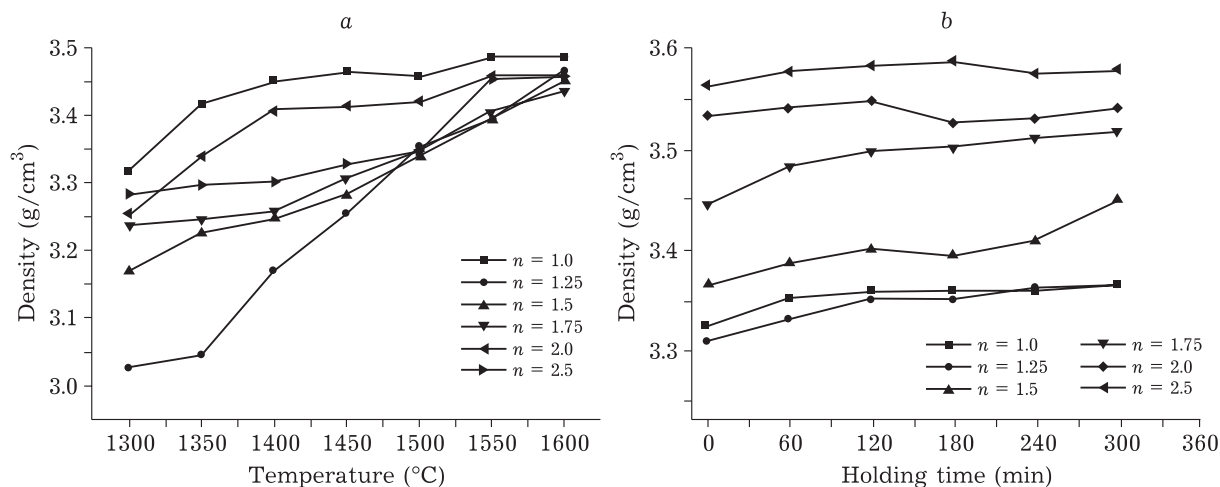 a
3.5
3.4
3.3
3.2
3.1
3.0
Density (g/cm³)
n = 1.0
n = 1.25
n = 1.5
n = 1.75
n = 2.0
n = 2.5
1300 1350 1400 1450 1500 1550 1600
Temperature (°C)
b
3.6
3.5
3.4
3.3
Density (g/cm³)
n = 1.0 n = 1.75
n = 1.25 n = 2.0
n = 1.5 n = 2.5
0 60 120 180 240 300 360
Holding time (min)